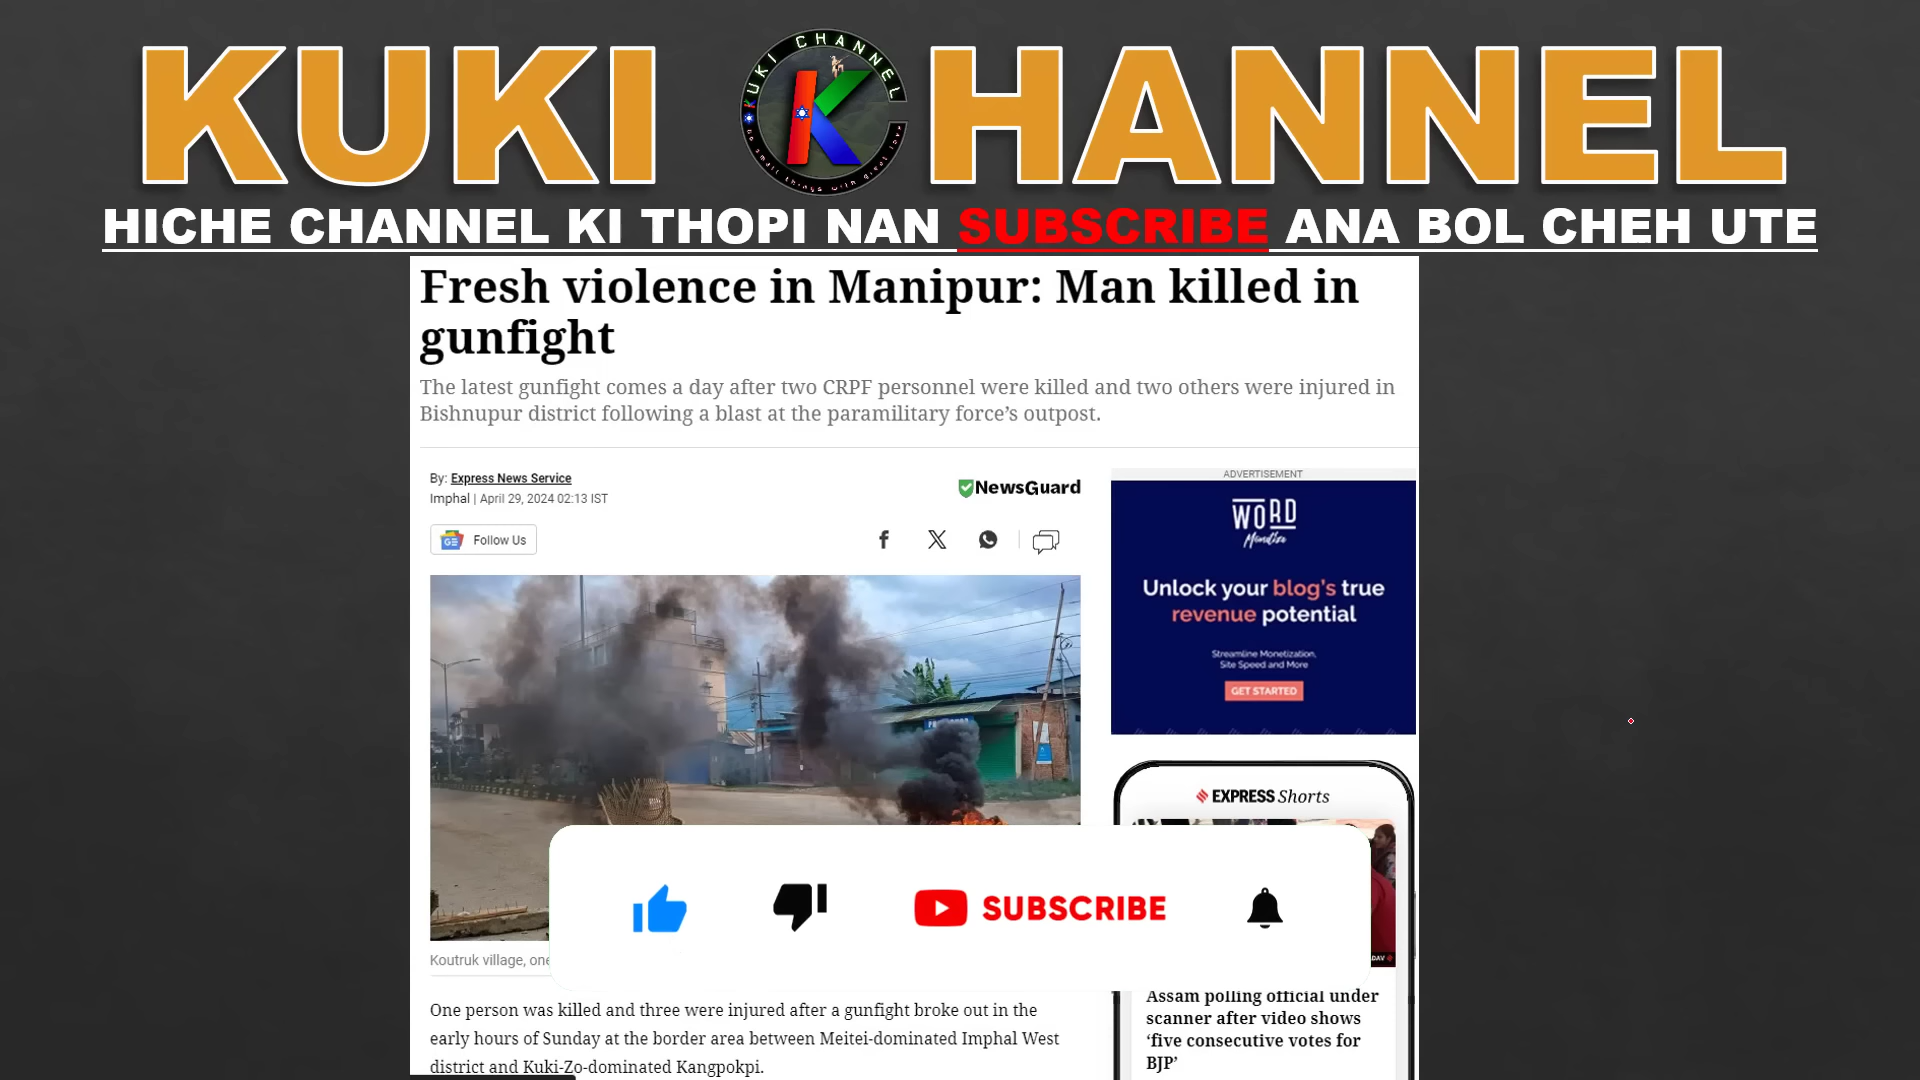 KUKI CHANNEL
KUKI HANNEL
HICHE CHANNEL KI THOPI NAN SUBSCRIBE ANA BOL CHEH UTE
Fresh violence in Manipur: Man killed in
gunfight
The latest gunfight comes a day after two CRPF personnel were killed and two others were injured in
Bishnupur district following a blast at the paramilitary force’s outpost.
By: Express News Service
Imphal | April 29, 2024 02:13 IST
NewsGuard
GE Follow Us
ADVERTISEMENT
WORD
Unlock your blog's true
revenue potential
Streamline Monetization,
Site Speed and More
GET STARTED
EXPRESS Shorts
SUBSCRIBE
Koutruk village, one
One person was killed and three were injured after a gunfight broke out in the
early hours of Sunday at the border area between Meitei-dominated Imphal West
district and Kuki-Zo-dominated Kangpokpi.
Assam polling official under
scanner after video shows
‘five consecutive votes for
BJP’